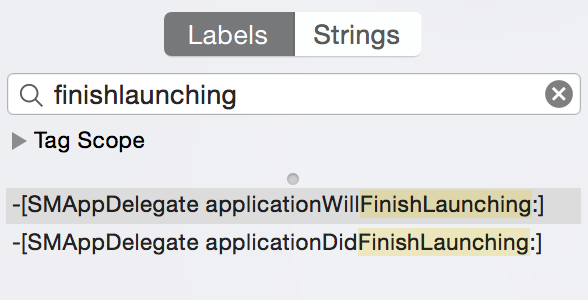 Labels Strings
finishlaunching
Tag Scope
-[SMAppDelegate applicationWillFinishLaunching:]
-[SMAppDelegate applicationDidFinishLaunching:]